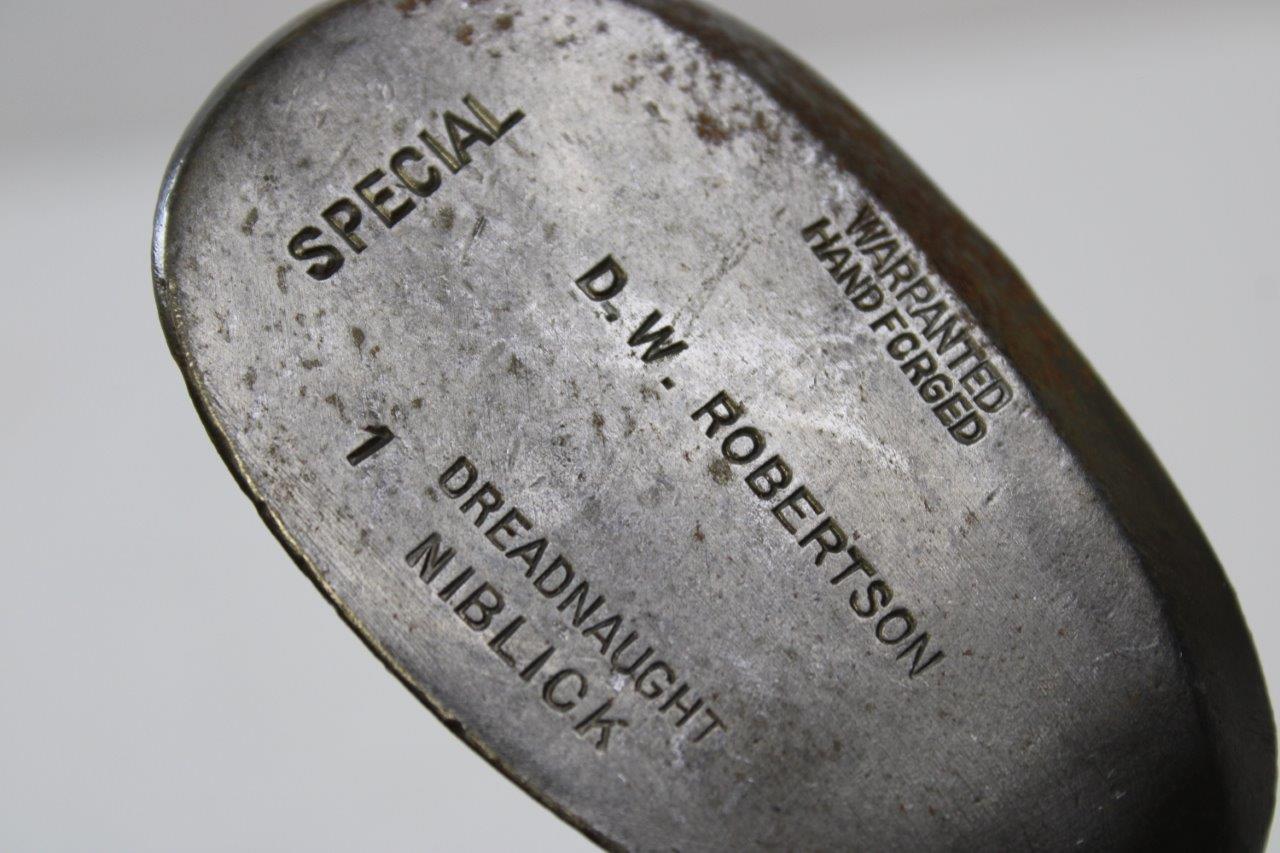 WARRANTED
HAND FORGED
SPECIAL
D. W. ROBERTSON
1
DREADNAUGHT
NIBLICK